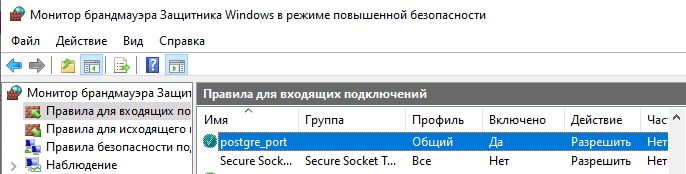 Монитор брандмауэра Защитника Windows в режиме повышенной безопасности
Файл Действие Вид Справка
Монитор брандмауэра Защит
Правила для входящих по
Правила для исходящего
Правила безопасности по
Наблюдение
Правила для входящих подключений
Имя Группа Профиль Включено Действие Част
postgre_port Общий Да Разрешить Нет
Secure Sock... Secure Socket T... Все Нет Разрешить Нет